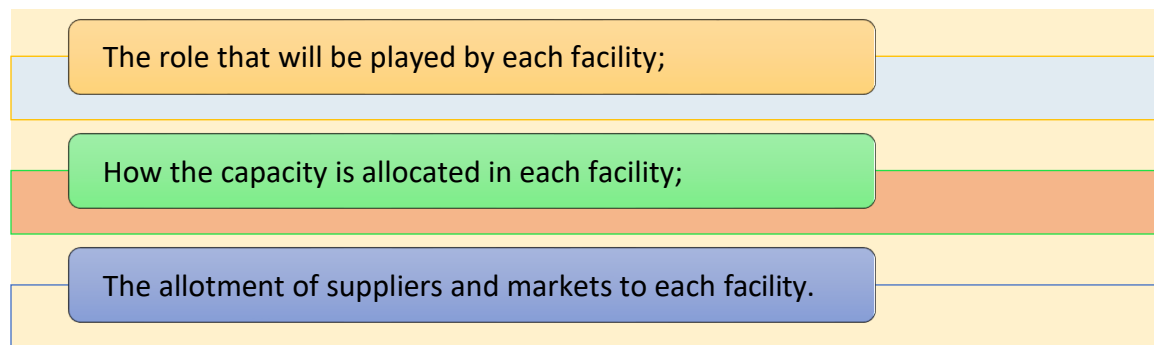 The role that will be played by each facility;
How the capacity is allocated in each facility;
The allotment of suppliers and markets to each facility.